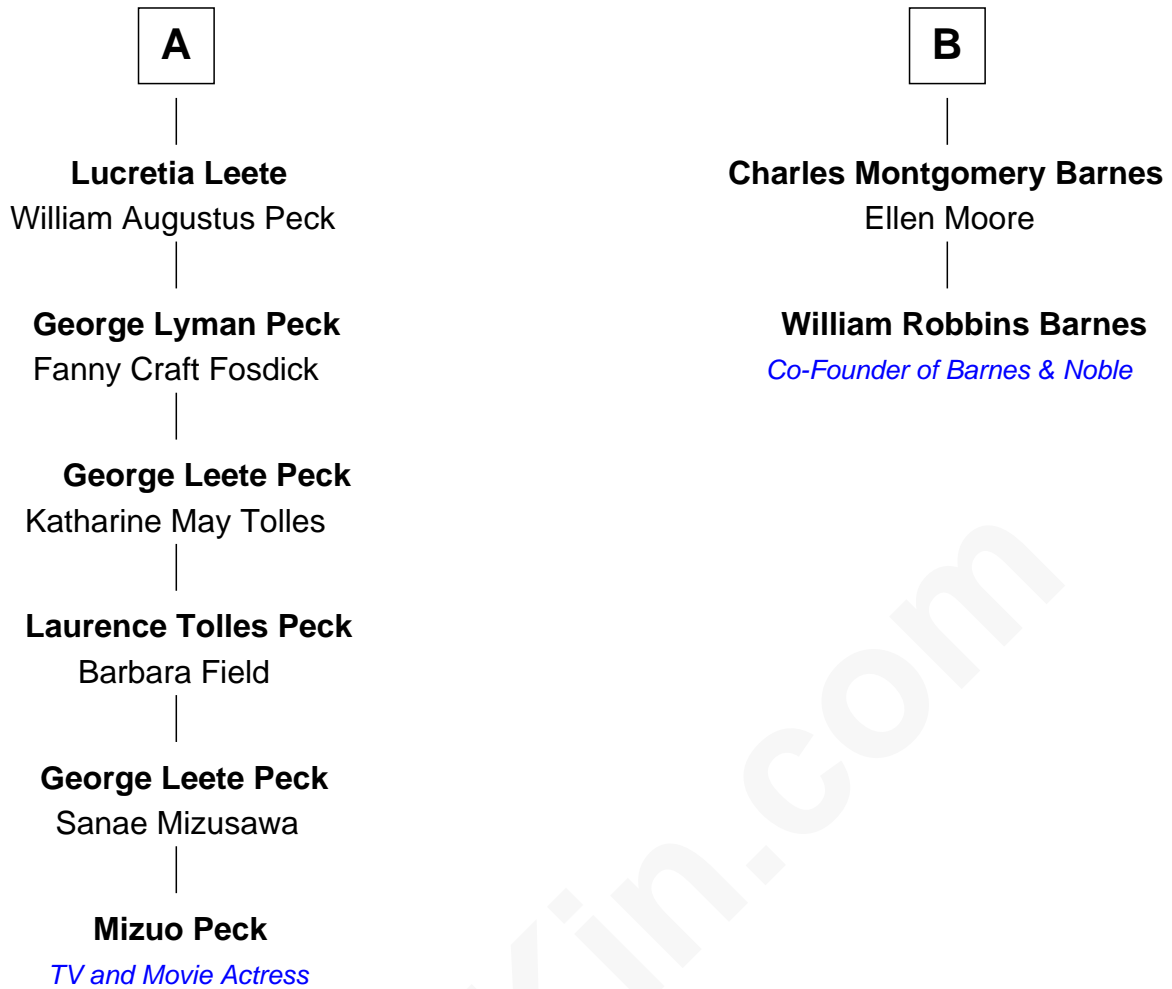 A
Lucretia Leete
William Augustus Peck
George Lyman Peck
Fanny Craft Fosdick
George Leete Peck
Katharine May Tolles
Laurence Tolles Peck
Barbara Field
George Leete Peck
Sanae Mizusawa
Mizuo Peck
TV and Movie Actress
B
Charles Montgomery Barnes
Ellen Moore
William Robbins Barnes
Co-Founder of Barnes & Noble
Kin.com